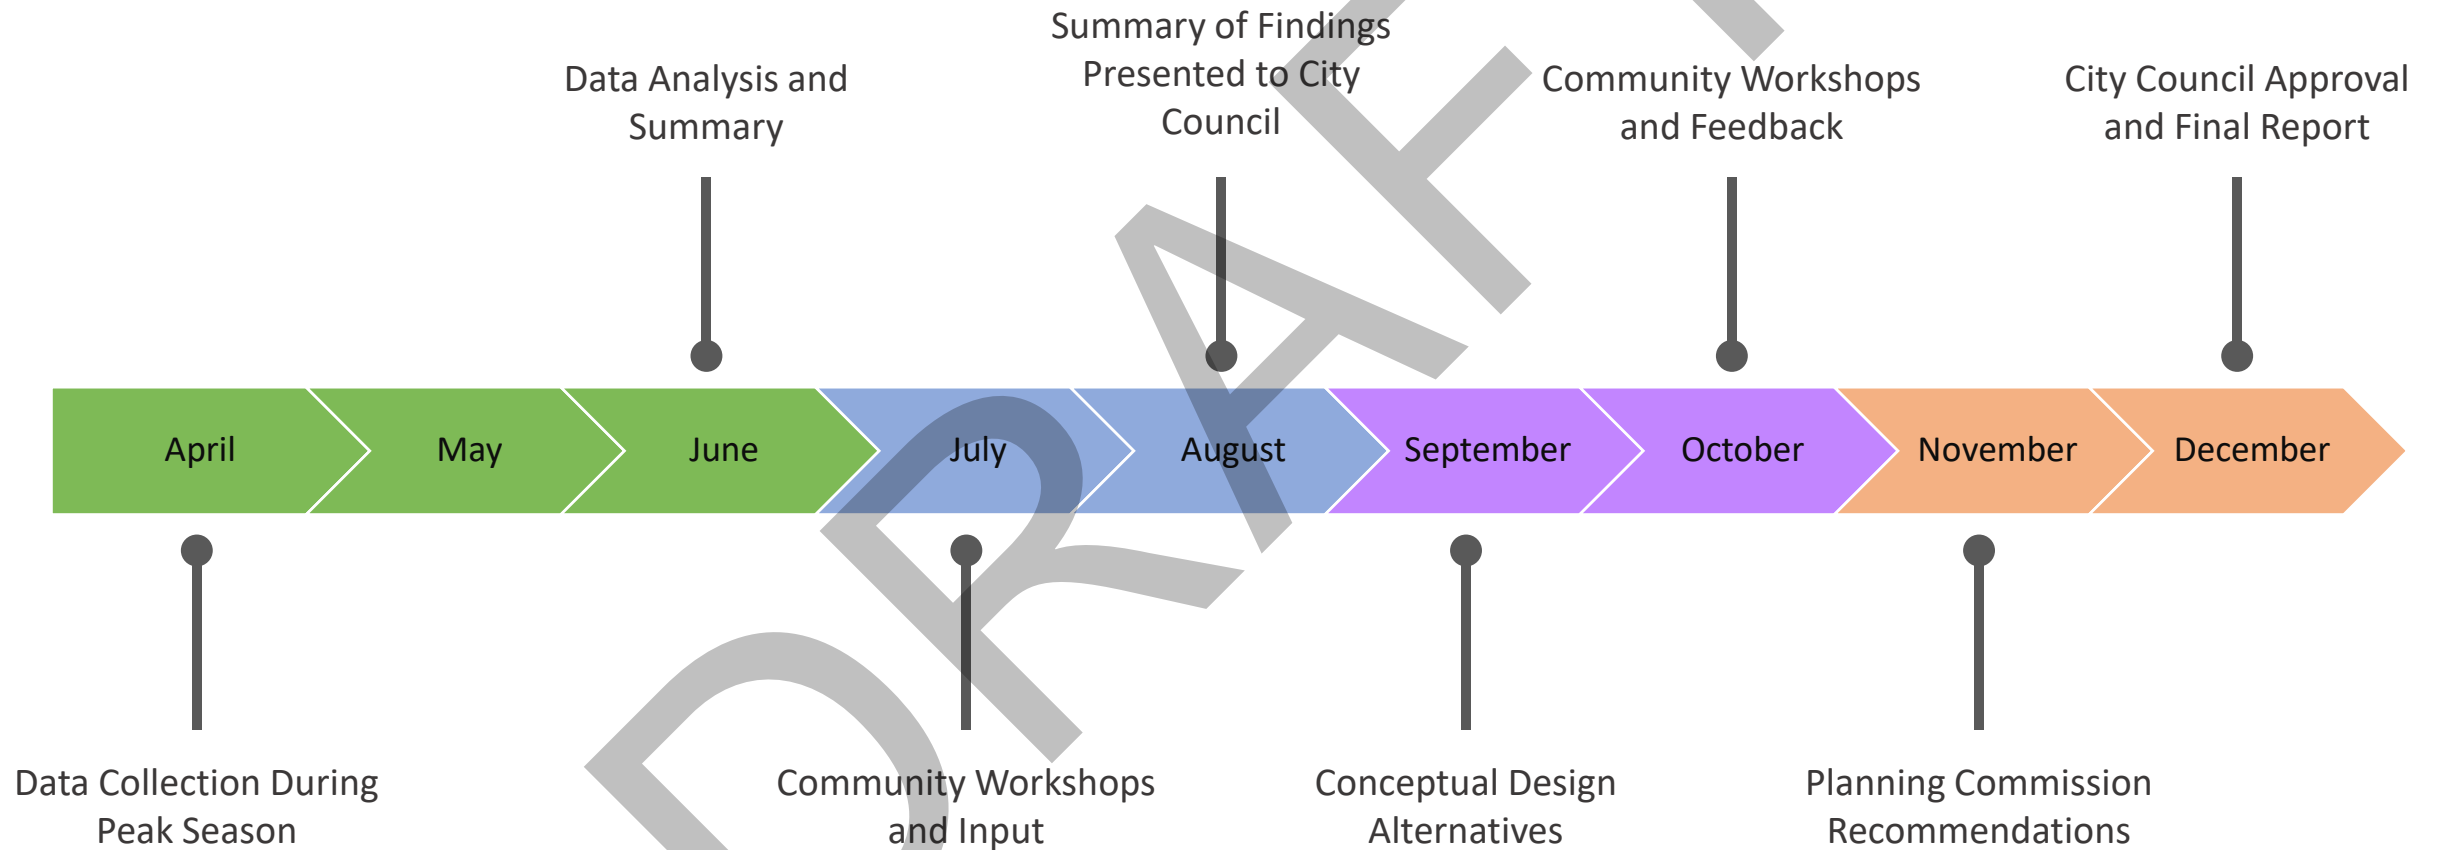 Data Analysis and
Summary
Summary of Findings
Presented to City
Council
Community Workshops
and Feedback
City Council Approval
and Final Report
April
May
June
July
August
September
October
November
December
Data Collection During
Peak Season
Community Workshops
and Input
Conceptual Design
Alternatives
Planning Commission
Recommendations
DRAFT